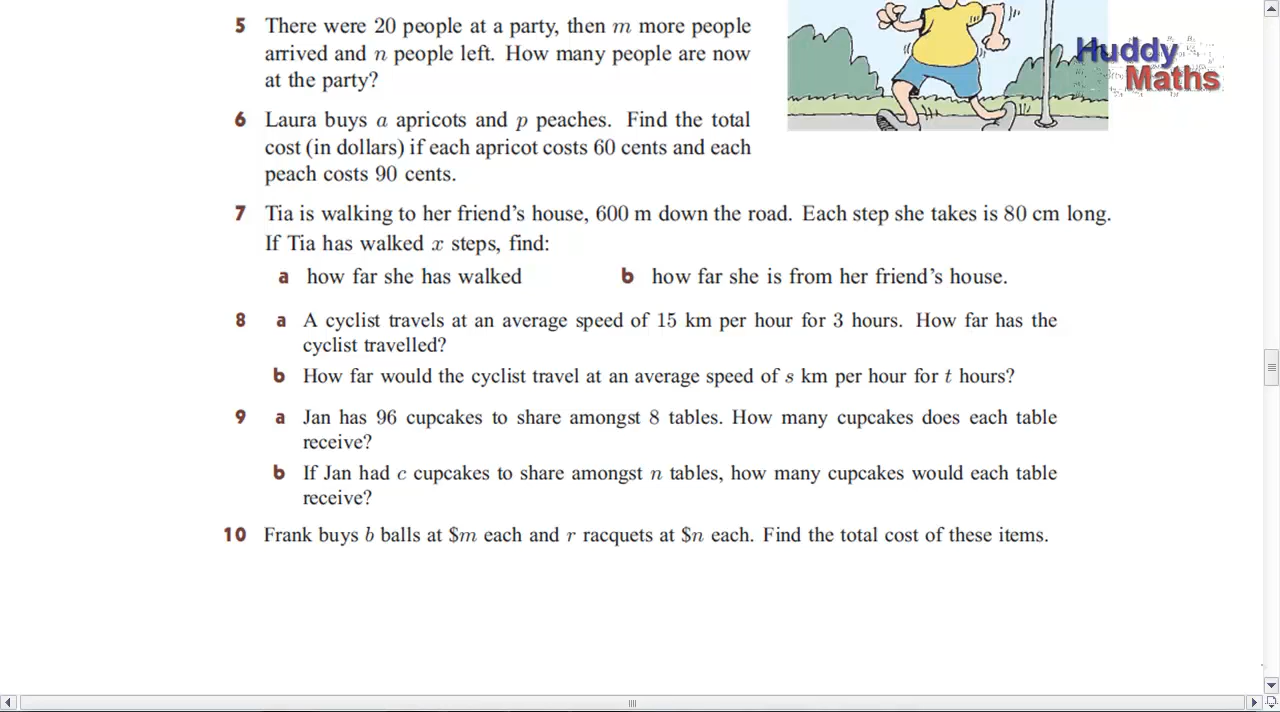 5 There were 20 people at a party, then m more people
arrived and n people left. How many people are now
at the party?
Huddy
Maths
6 Laura buys a apricots and p peaches. Find the total
cost (in dollars) if each apricot costs 60 cents and each
peach costs 90 cents.
7 Tia is walking to her friend's house, 600 m down the road. Each step she takes is 80 cm long.
If Tia has walked x steps, find:
a how far she has walked b how far she is from her friend's house.
8 a A cyclist travels at an average speed of 15 km per hour for 3 hours. How far has the
cyclist travelled?
b How far would the cyclist travel at an average speed of s km per hour for t hours?
9 a Jan has 96 cupcakes to share amongst 8 tables. How many cupcakes does each table
receive?
b If Jan had c cupcakes to share amongst n tables, how many cupcakes would each table
receive?
10 Frank buys b balls at $m each and r racquets at $n each. Find the total cost of these items.